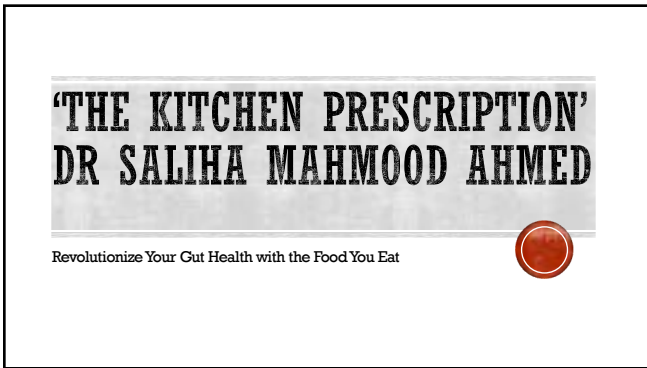 ‘THE KITCHEN PRESCRIPTION’
DR SALIHA MAHMOOD AHMED
Revolutionize Your Gut Health with the Food You Eat